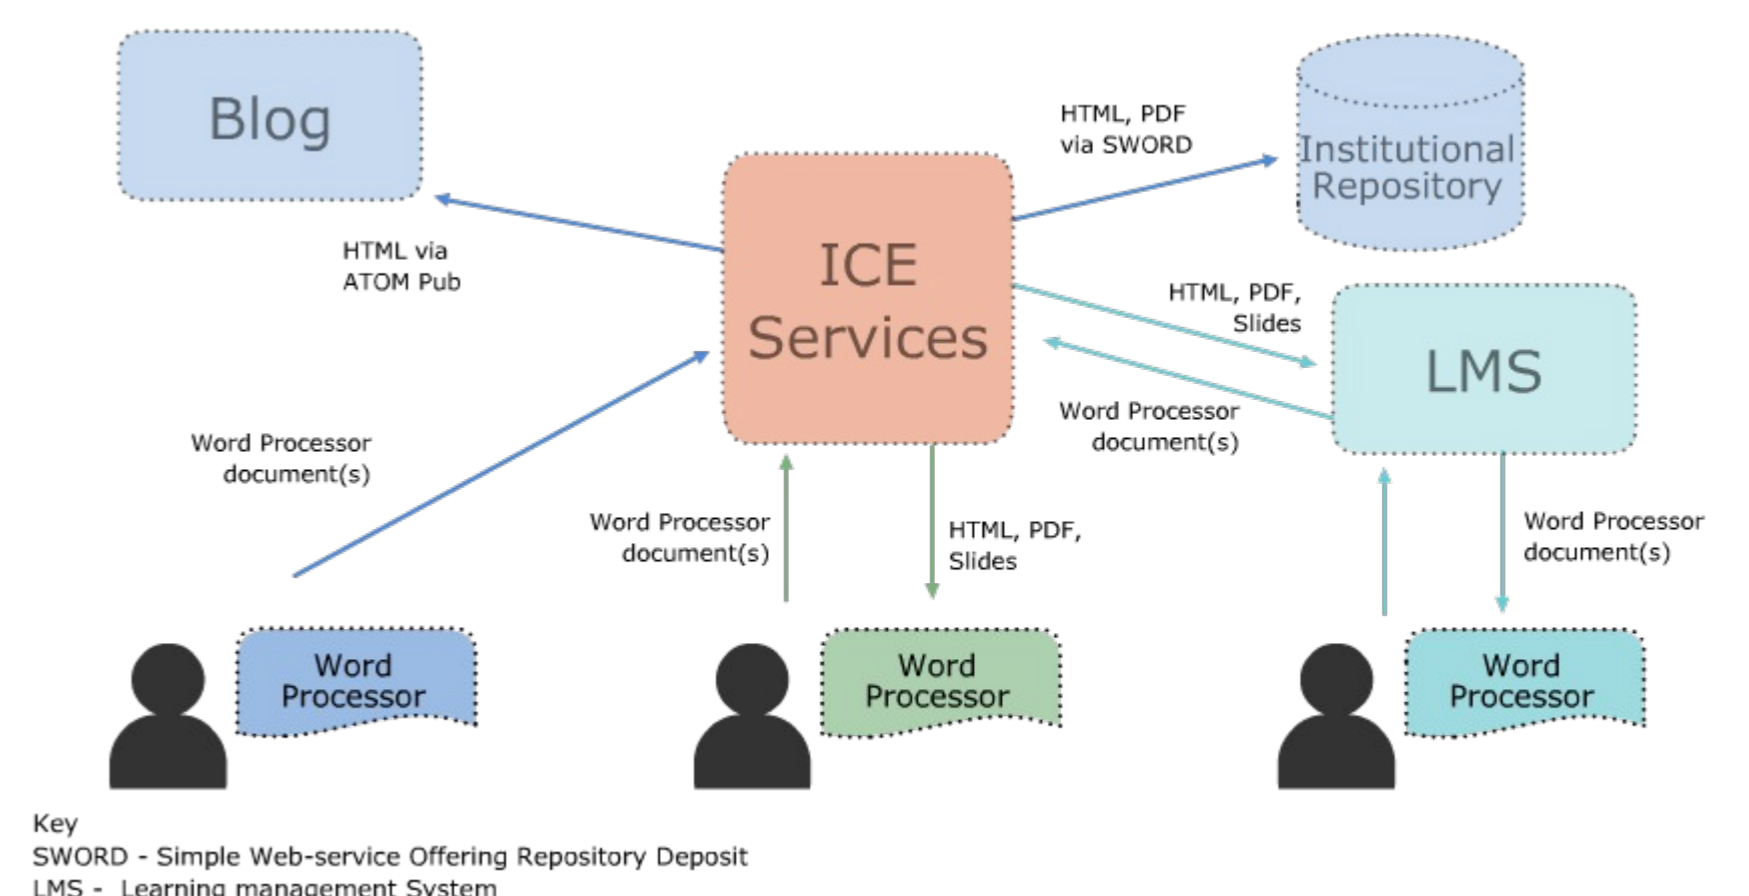 Blog
HTML, PDF
via SWORD
Institutional
Repository
HTML via
ATOM Pub
ICE
Services
HTML, PDF,
Slides
LMS
Word Processor
document(s)
Word Processor
document(s)
Word Processor
document(s)
HTML, PDF,
Slides
Word Processor
document(s)
Word
Processor
Word
Processor
Word
Processor
Key
SWORD - Simple Web-service Offering Repository Deposit
LMS - Learning management System